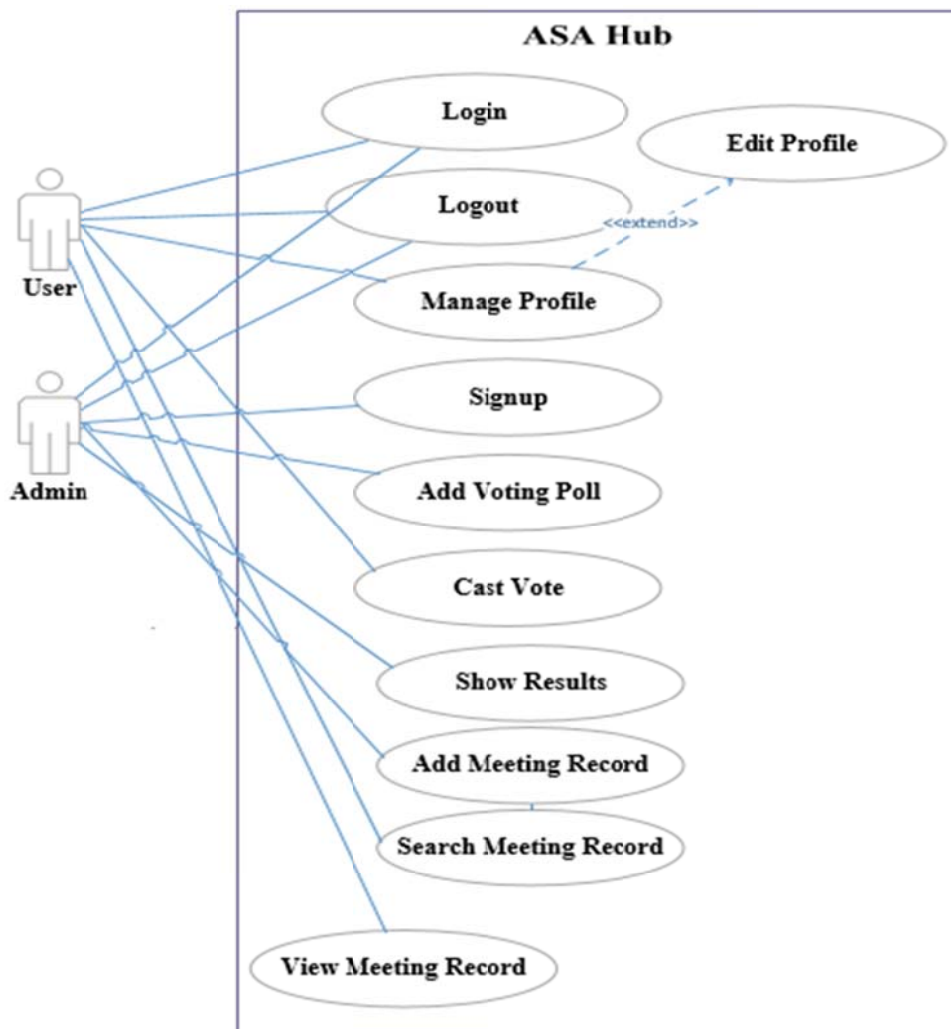 ASA Hub
Login
Edit Profile
Logout
<<extend>>
User
Manage Profile
Signup
Admin
Add Voting Poll
Cast Vote
Show Results
Add Meeting Record
Search Meeting Record
View Meeting Record